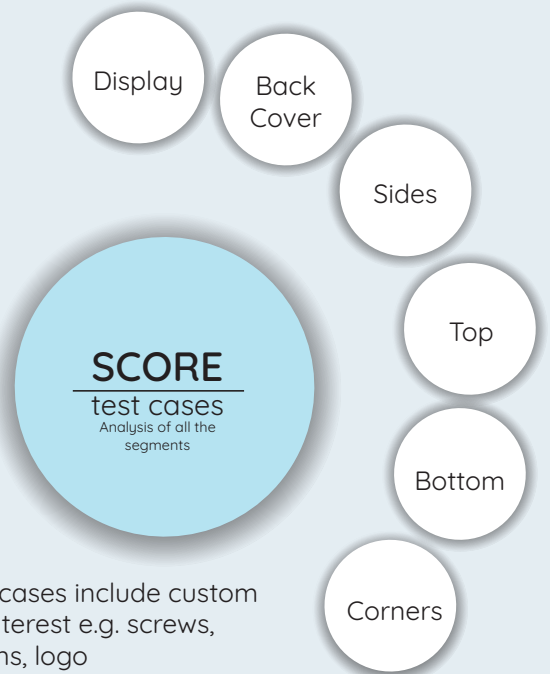 Display
Back
Cover
Sides
SCORE
test cases
Analysis of all the
segments
Top
Bottom
Corners
cases include custom
terest e.g. screws,
ns, logo